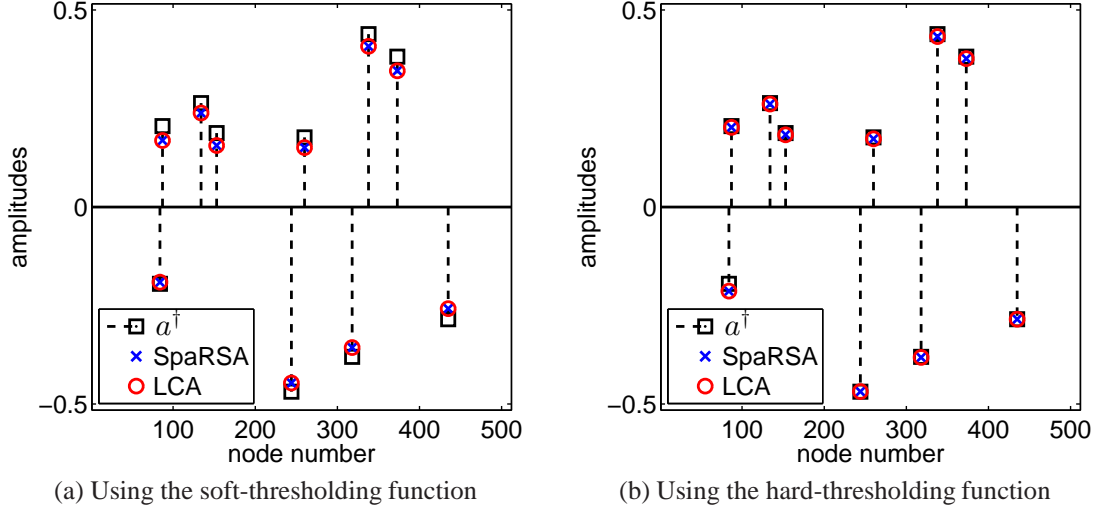 0.5
0
−0.5
amplitudes
100
200
300
400
500
node number
a†
SpaRSA
LCA
(a) Using the soft-thresholding function
0.5
0
−0.5
amplitudes
100
200
300
400
500
node number
a†
SpaRSA
LCA
(b) Using the hard-thresholding function